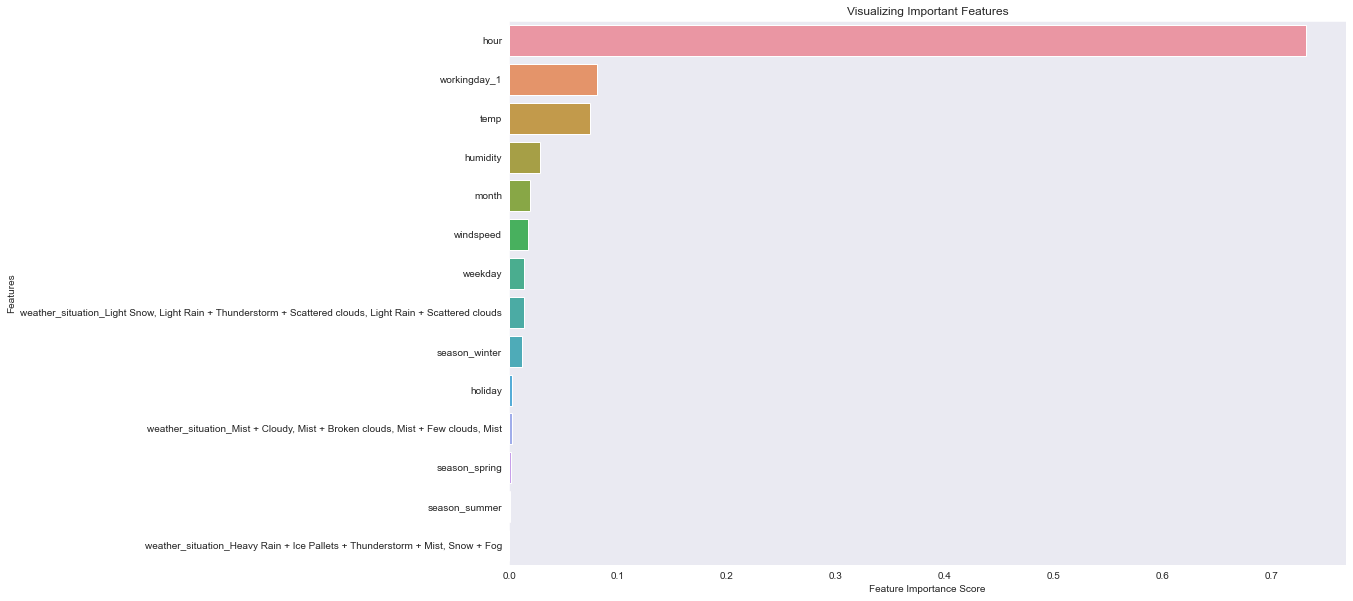 Visualizing Important Features
hour
workingday_1
temp
humidity
month
windspeed
weekday
weather_situation_Light Snow, Light Rain + Thunderstorm + Scattered clouds, Light Rain + Scattered clouds
season_winter
holiday
weather_situation_Mist + Cloudy, Mist + Broken clouds, Mist + Few clouds, Mist
season_spring
season_summer
weather_situation_Heavy Rain + Ice Pallets + Thunderstorm + Mist, Snow + Fog
Features
0.0 0.1 0.2 0.3 0.4 0.5 0.6 0.7
Feature Importance Score